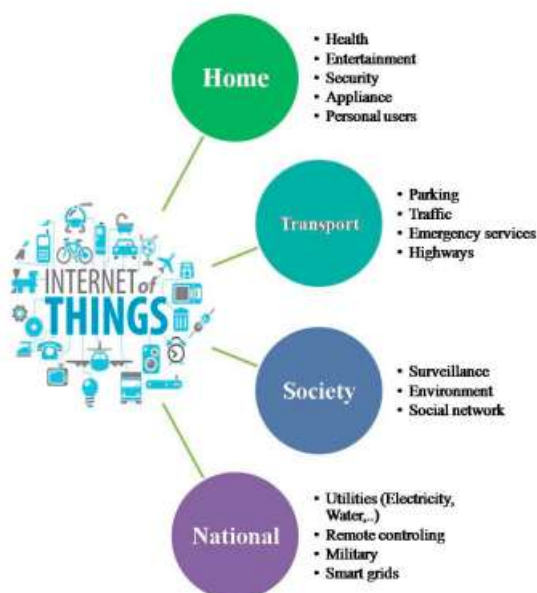 Home
• Health
• Entertainment
• Security
• Appliance
• Personal users
Transport
• Parking
• Traffic
• Emergency services
• Highways
INTERNET of
THINGS
Society
• Surveillance
• Environment
• Social network
National
• Utilities (Electricity,
Water,..)
• Remote controling
• Military
• Smart grids